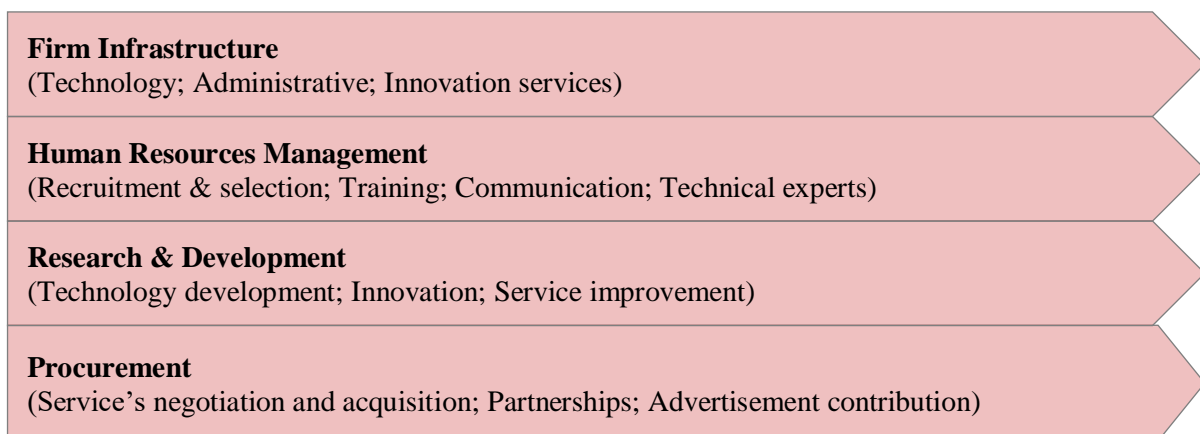 Firm Infrastructure
(Technology; Administrative; Innovation services)
Human Resources Management
(Recruitment & selection; Training; Communication; Technical experts)
Research & Development
(Technology development; Innovation; Service improvement)
Procurement
(Service’s negotiation and acquisition; Partnerships; Advertisement contribution)